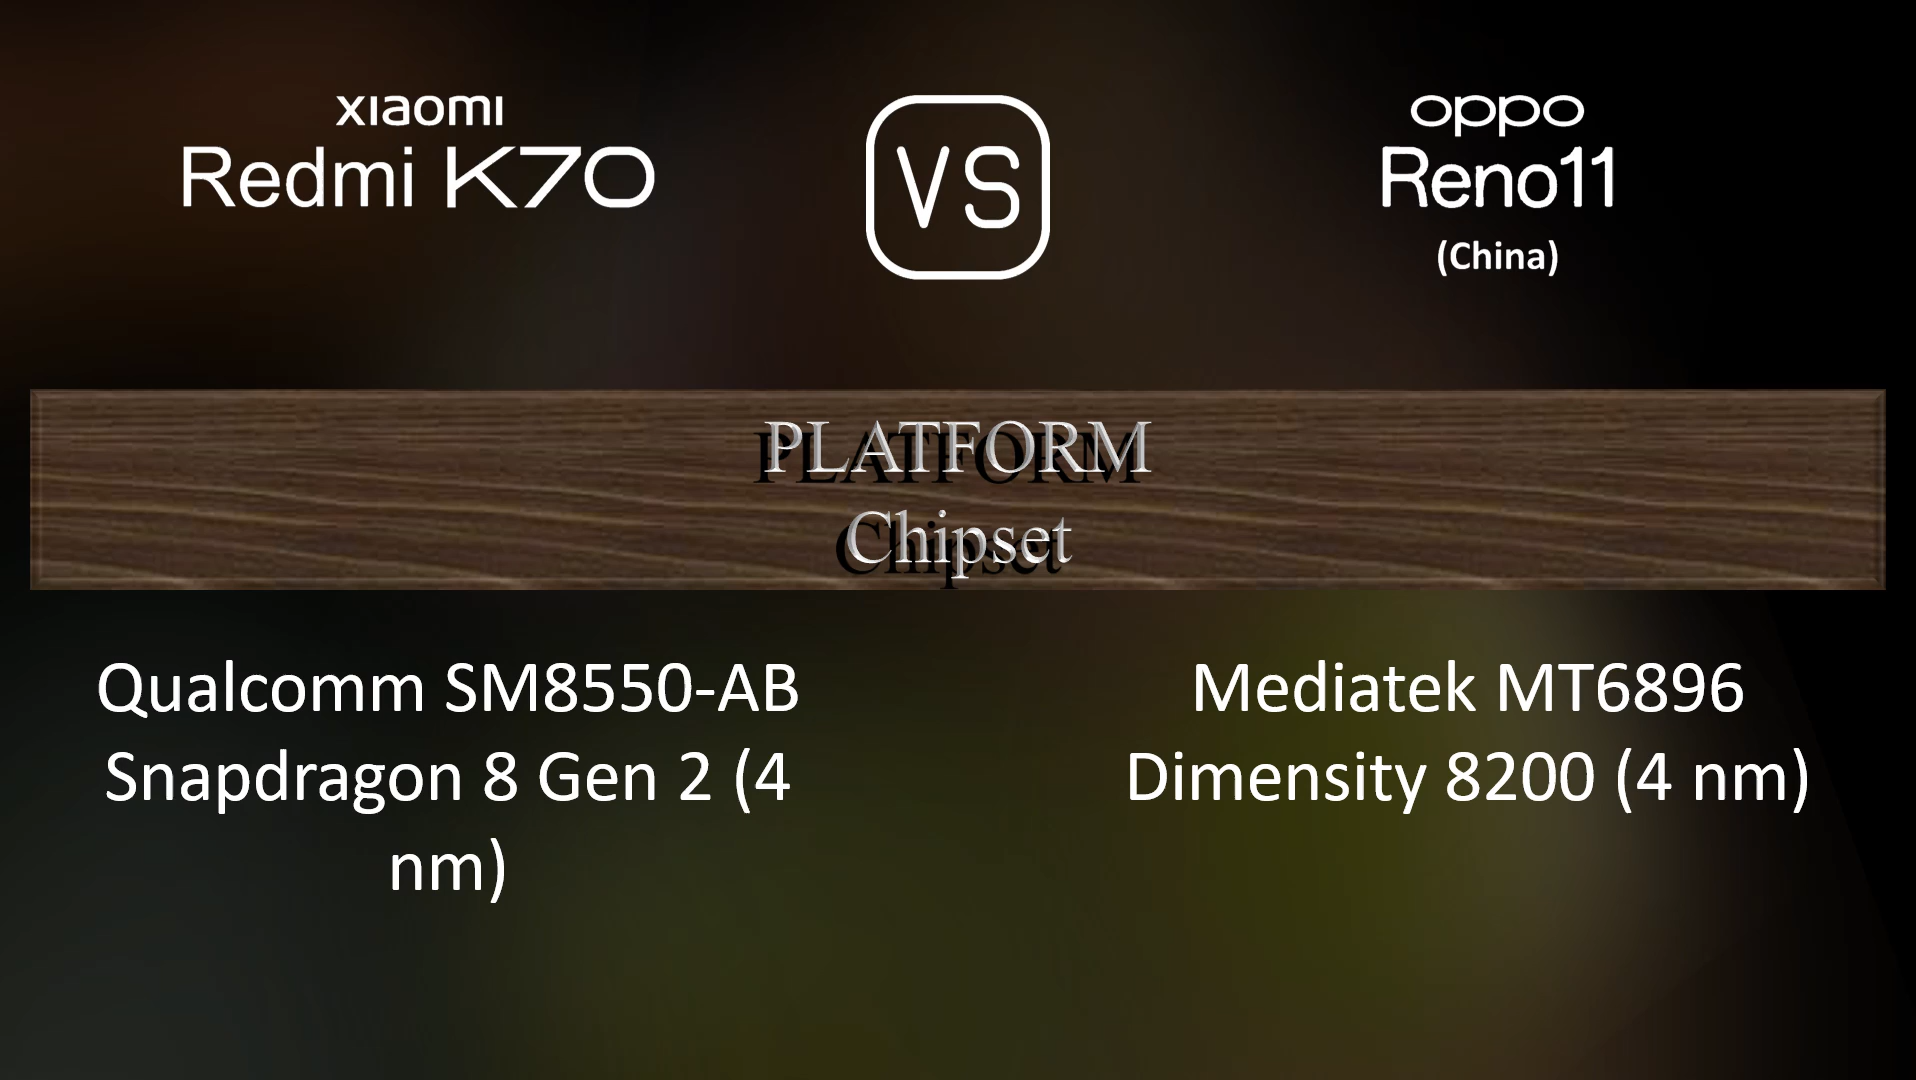 xiaomi
Redmi K70
VS
oppo
Reno11
(China)
PLATFORM
Chipset
Qualcomm SM8550-AB
Snapdragon 8 Gen 2 (4
nm)
Mediatek MT6896
Dimensity 8200 (4 nm)